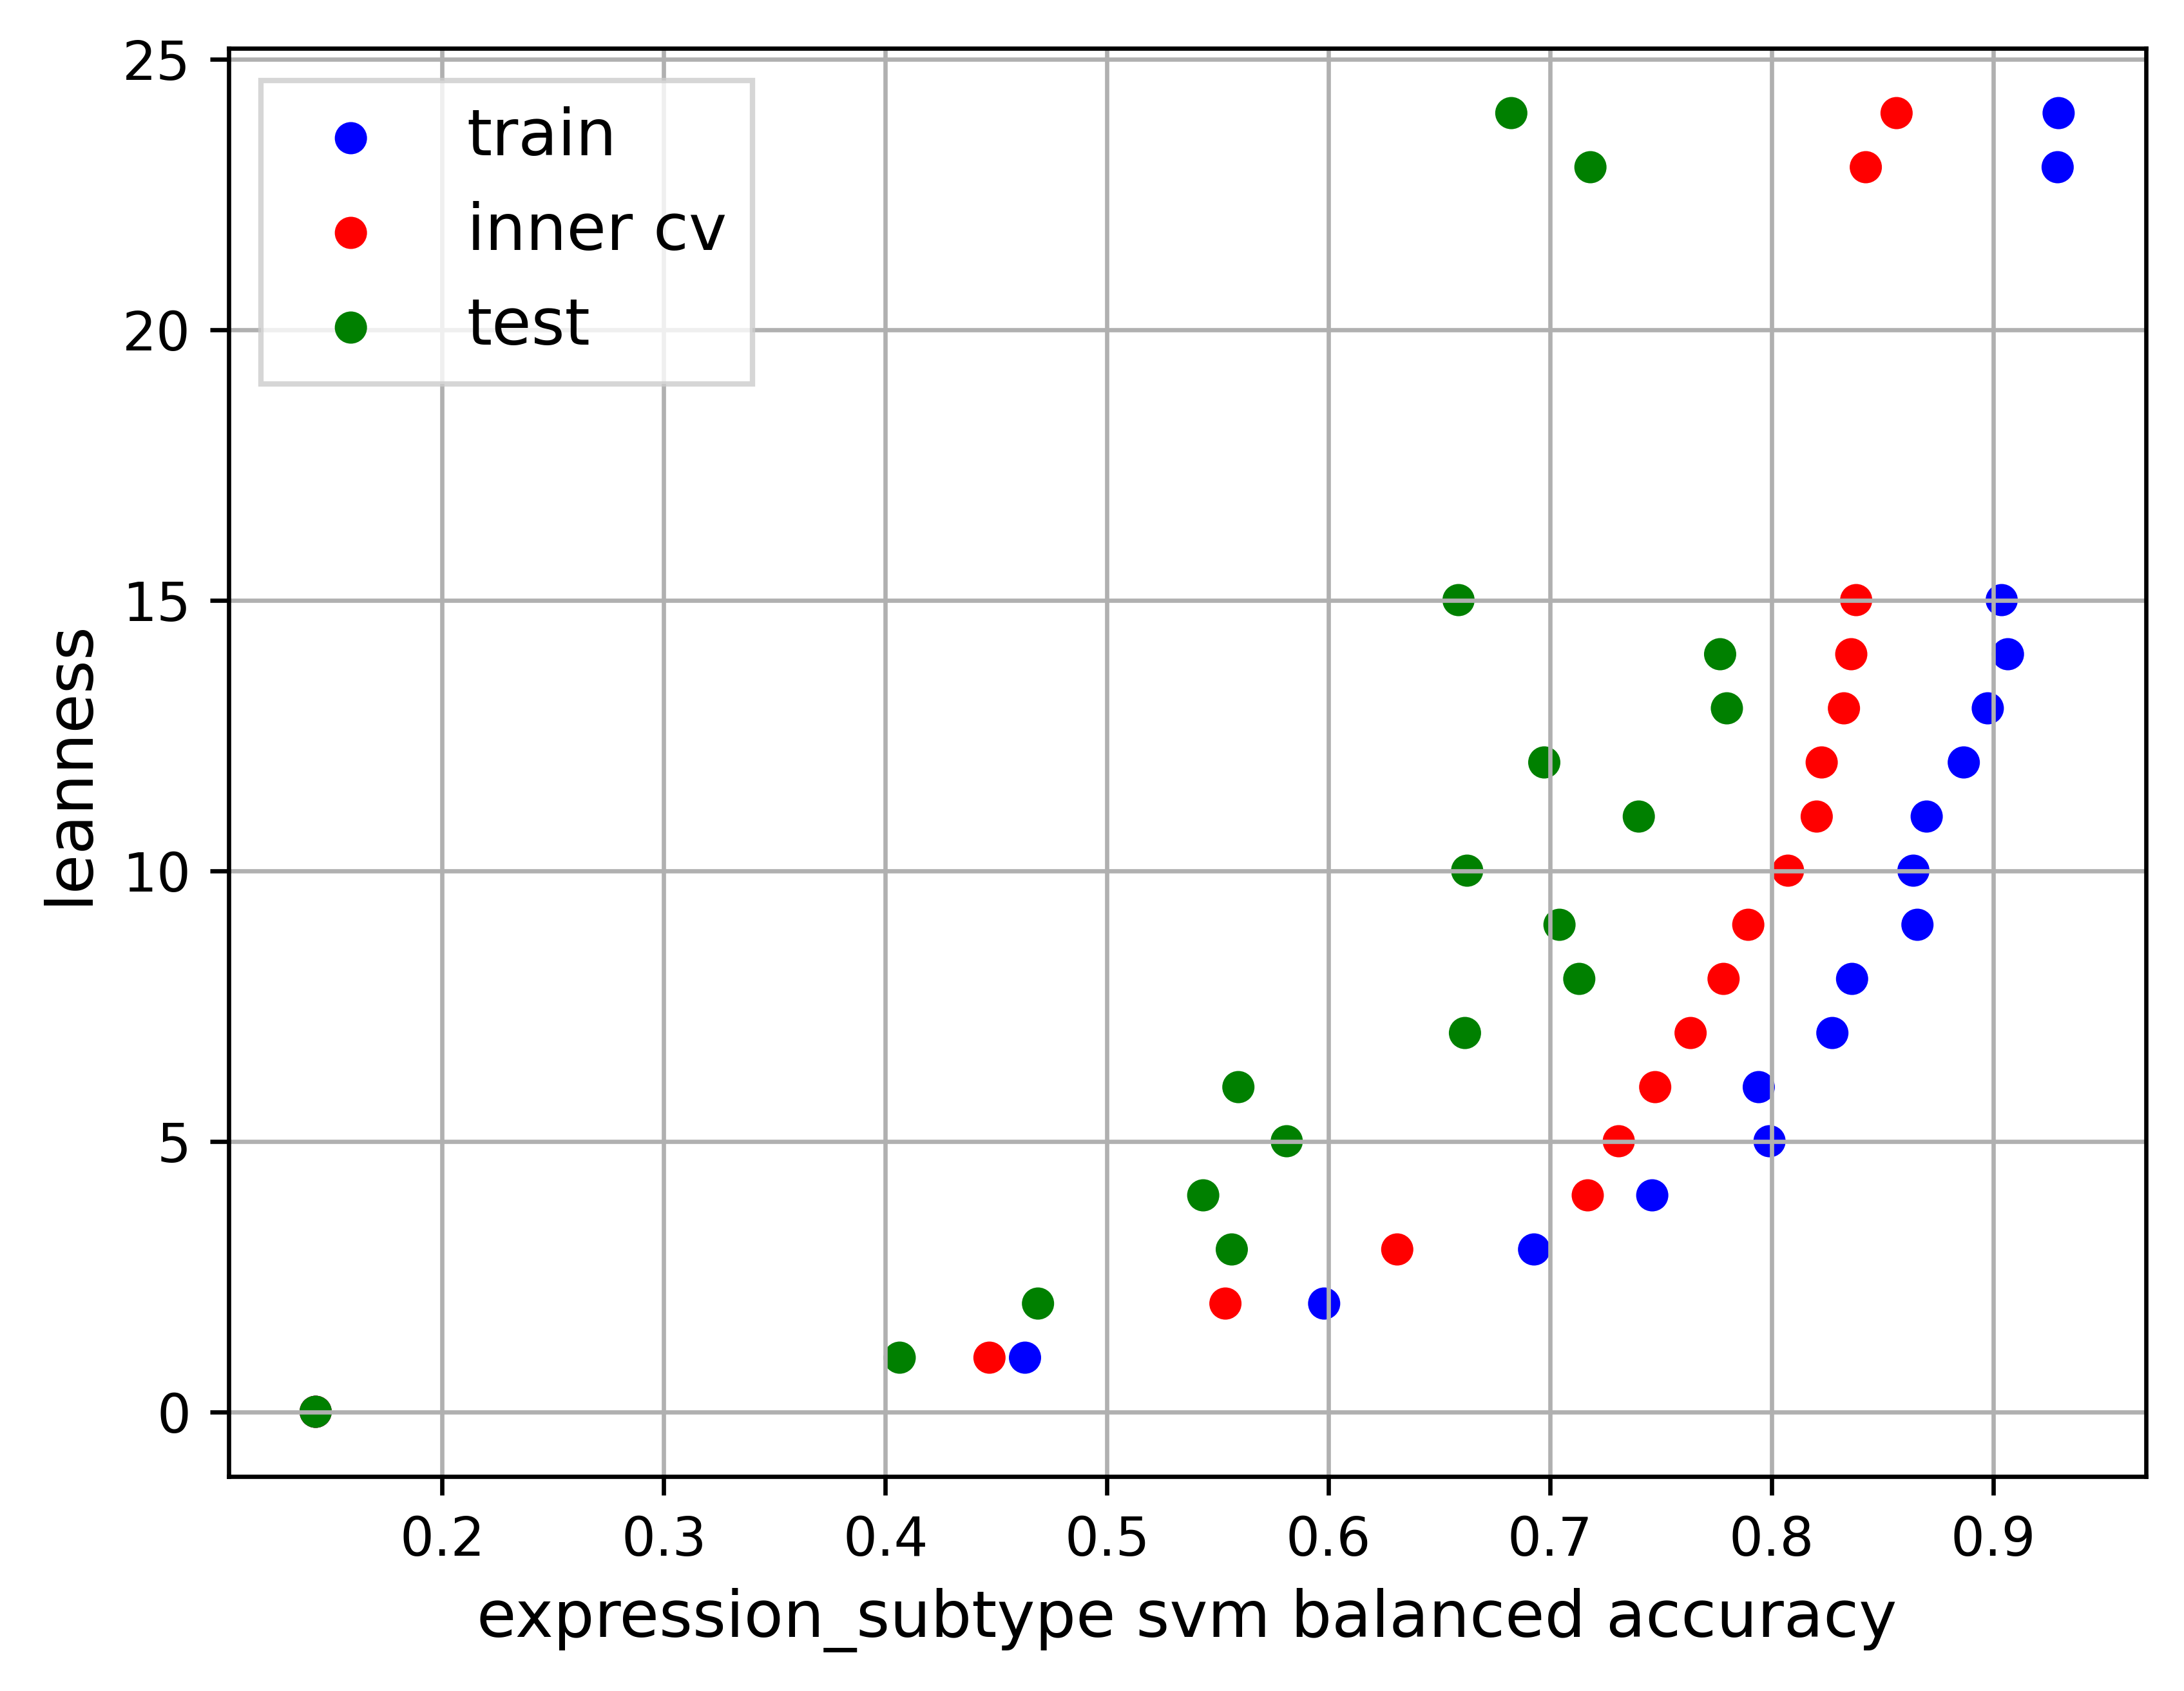 train
inner cv
test
25
20
15
10
5
0
leanness
0.2 0.3 0.4 0.5 0.6 0.7 0.8 0.9
expression_subtype svm balanced accuracy